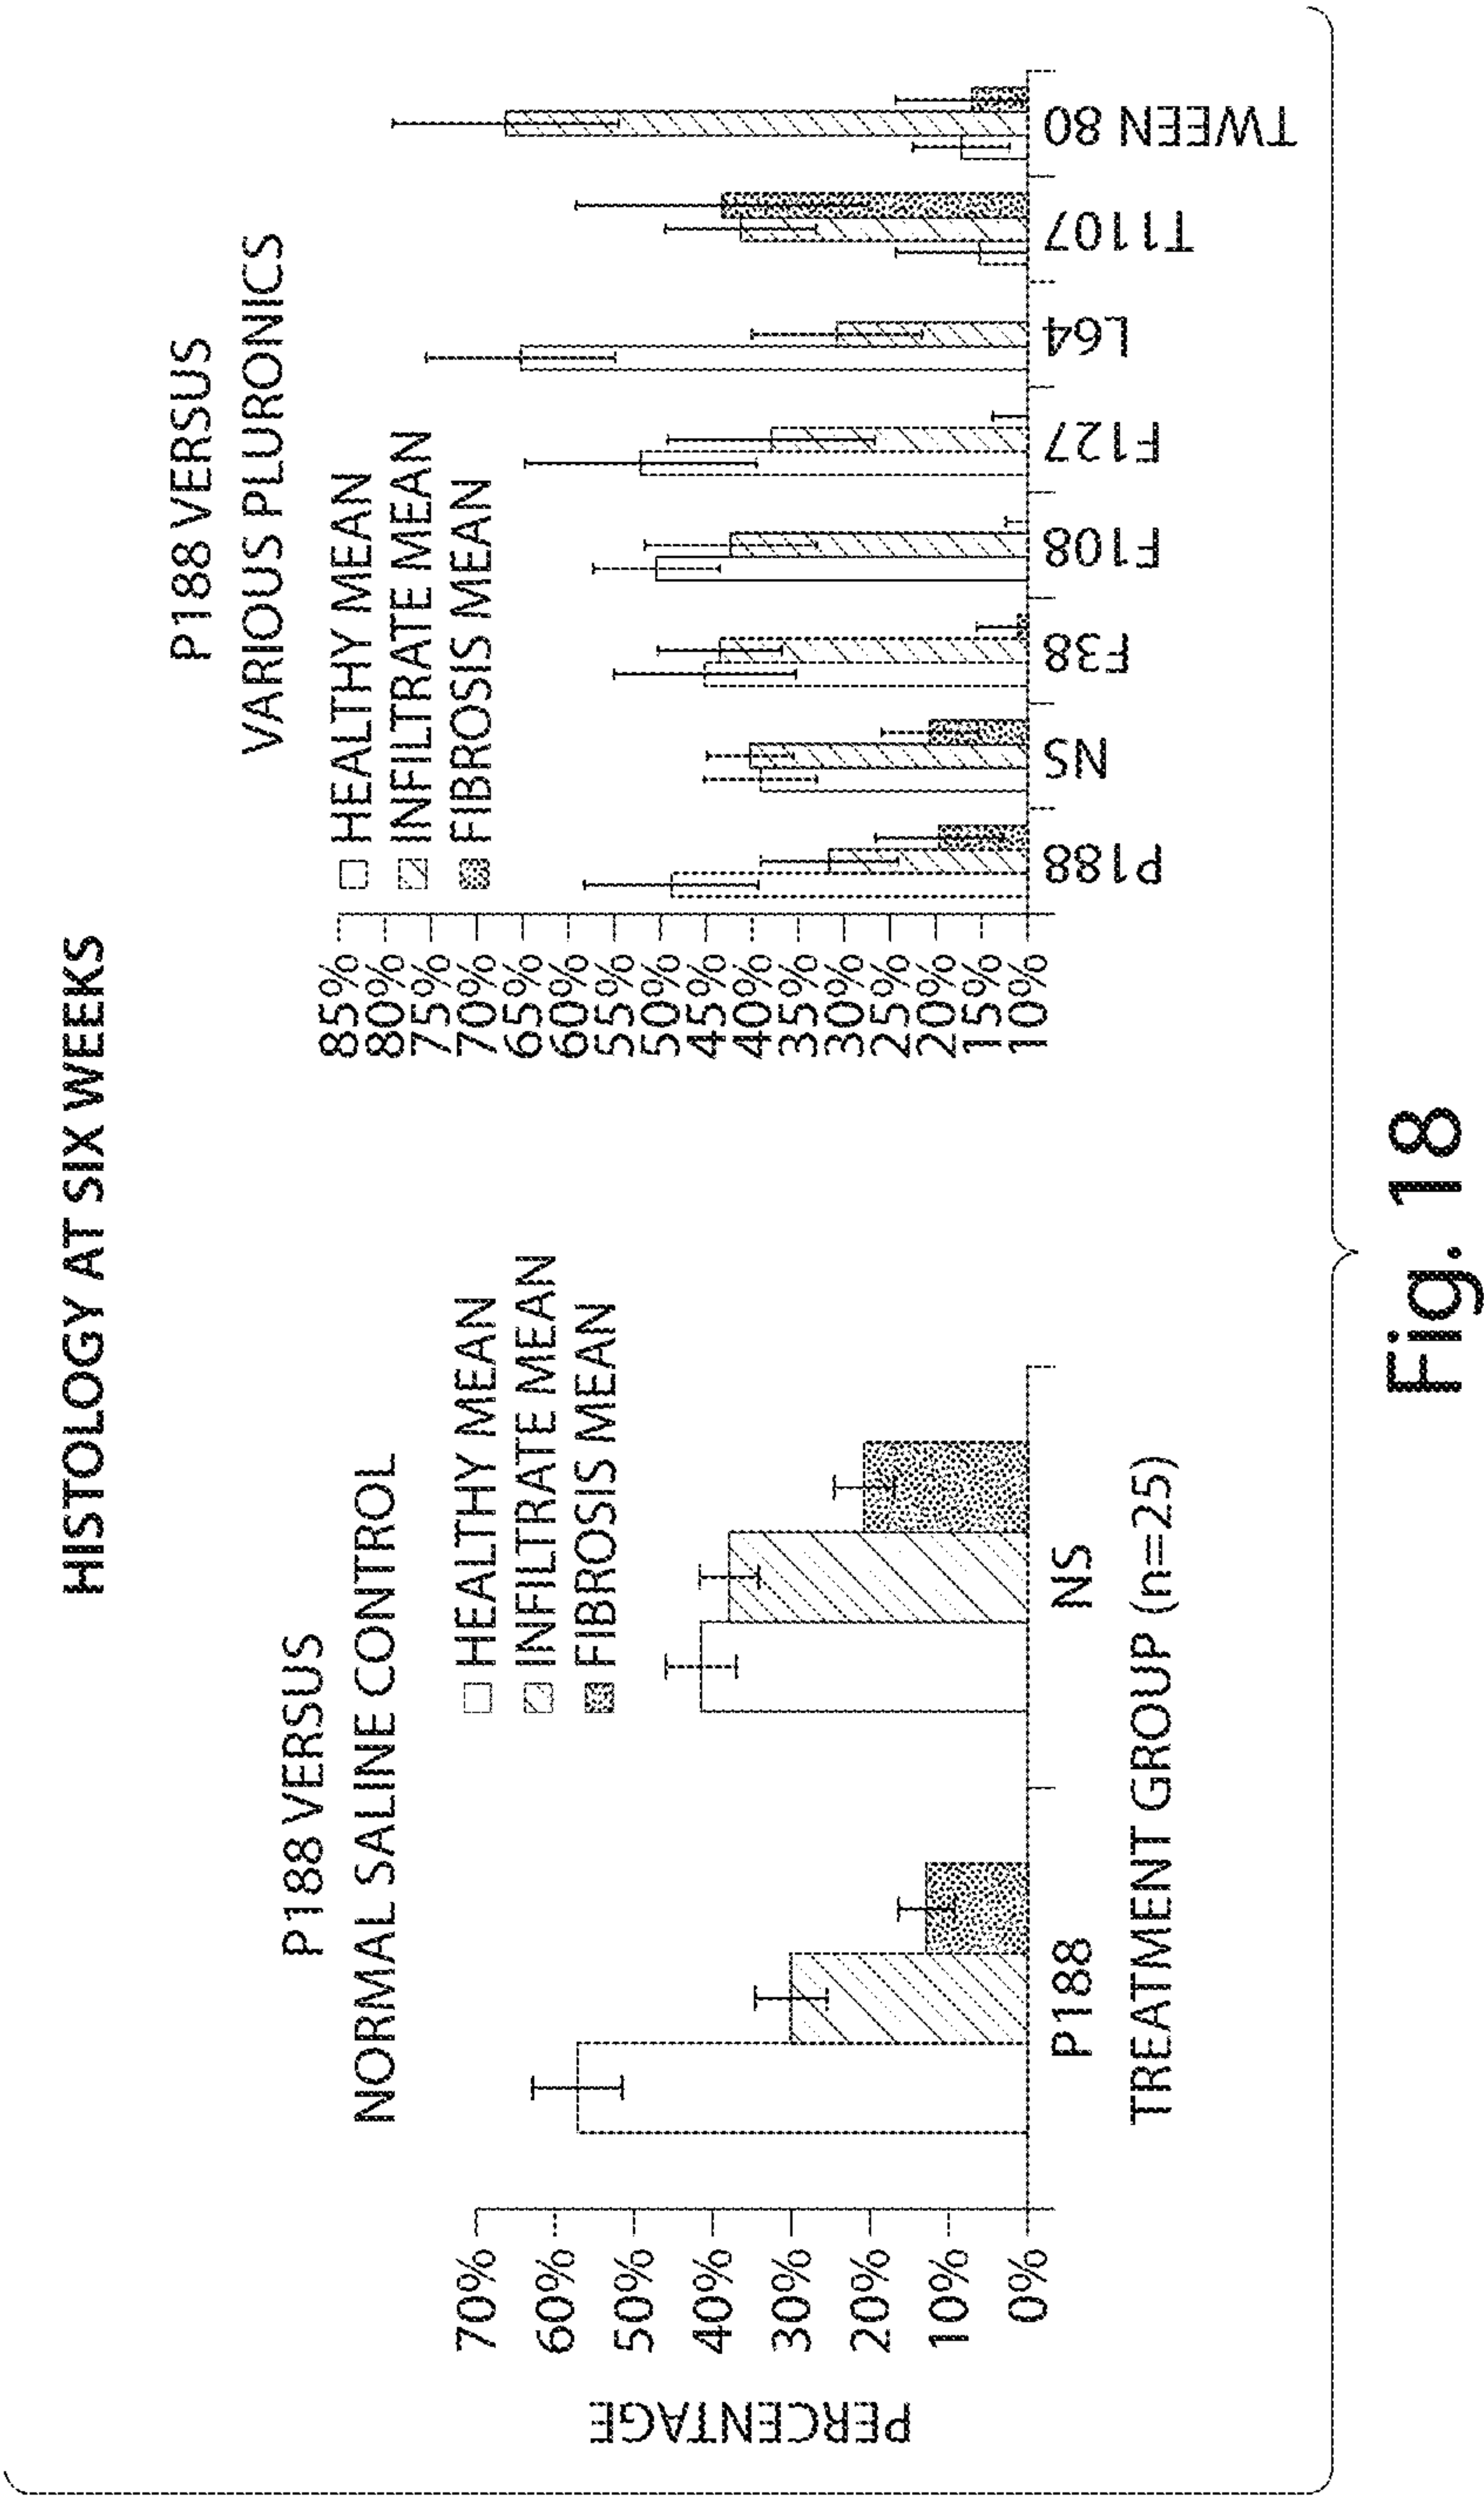 HISTOLOGY AT SIX WEEKS
P188 VERSUS
NORMAL SALINE CONTROL
HEALTHY MEAN
INFILTRATE MEAN
FIBROSIS MEAN
PERCENTAGE
70%
60%
50%
40%
30%
20%
10%
0%
P188
NS
TREATMENT GROUP (n=25)
P188 VERSUS
VARIOUS PLURONICS
HEALTHY MEAN
INFILTRATE MEAN
FIBROSIS MEAN
85%
80%
75%
70%
65%
60%
55%
50%
45%
40%
35%
30%
25%
20%
15%
10%
P188
NS
F38
F108
F127
L64
T1107
TWEEN 80
Fig. 18